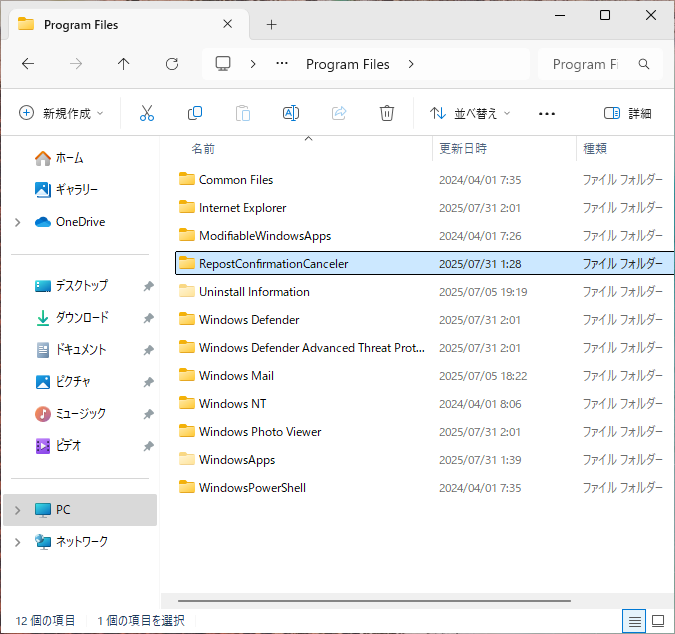 Program Files
Program Files
Program Fi
新規作成
並べ替え
詳細
名前 更新日時 種類
ホーム
ギャラリー
OneDrive
デスクトップ
ダウンロード
ドキュメント
ピクチャ
ミュージック
ビデオ
PC
ネットワーク
Common Files 2024/04/01 7:35 ファイル フォルダー
Internet Explorer 2025/07/31 2:01 ファイル フォルダー
ModifiableWindowsApps 2024/04/01 7:26 ファイル フォルダー
RepostConfirmationCanceler 2025/07/31 1:28 ファイル フォルダー
Uninstall Information 2025/07/05 19:19 ファイル フォルダー
Windows Defender 2025/07/31 2:01 ファイル フォルダー
Windows Defender Advanced Threat Prot... 2025/07/31 2:01 ファイル フォルダー
Windows Mail 2025/07/05 18:22 ファイル フォルダー
Windows NT 2024/04/01 8:06 ファイル フォルダー
Windows Photo Viewer 2025/07/31 2:01 ファイル フォルダー
WindowsApps 2025/07/31 1:39 ファイル フォルダー
WindowsPowerShell 2024/04/01 7:35 ファイル フォルダー
12 個の項目 1 個の項目を選択